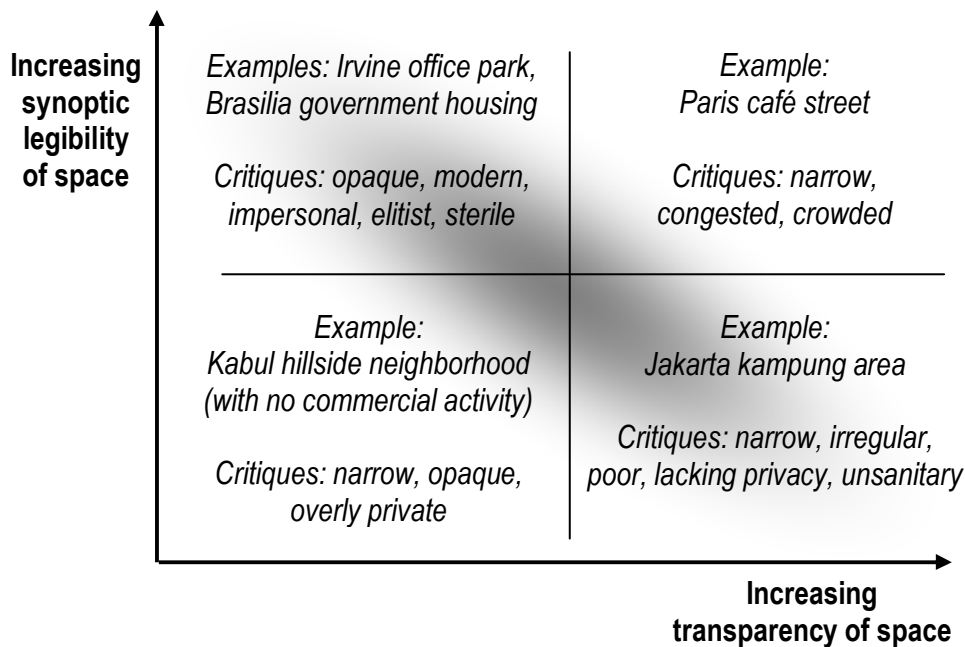 Increasing
synoptic
legibility
of space
Examples: Irvine office park,
Brasilia government housing
Critiques: opaque, modern,
impersonal, elitist, sterile
Example:
Paris café street
Critiques: narrow,
congested, crowded
Example:
Kabul hillside neighborhood
(with no commercial activity)
Critiques: narrow, opaque,
overly private
Example:
Jakarta kampung area
Critiques: narrow, irregular,
poor, lacking privacy, unsanitary
Increasing
transparency of space